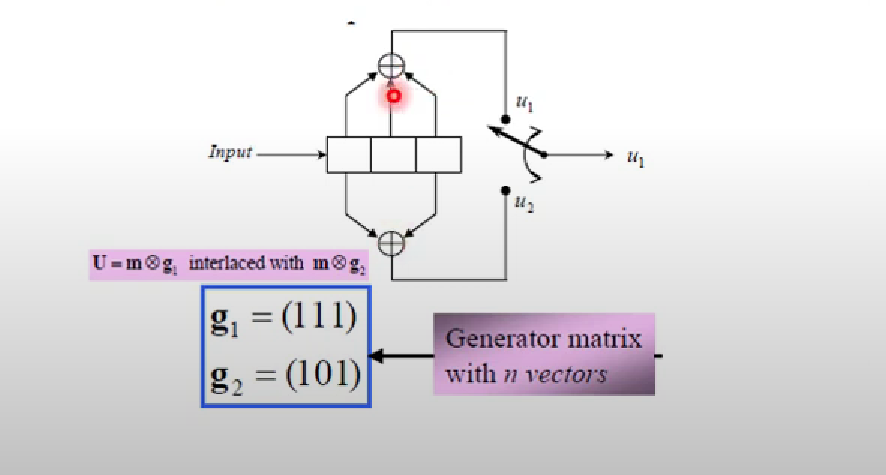 u₁
Input
u₁
u₂
U = m⊗g₁ interlaced with m⊗g₂
g₁ = (111)
g₂ = (101)
Generator matrix
with n vectors